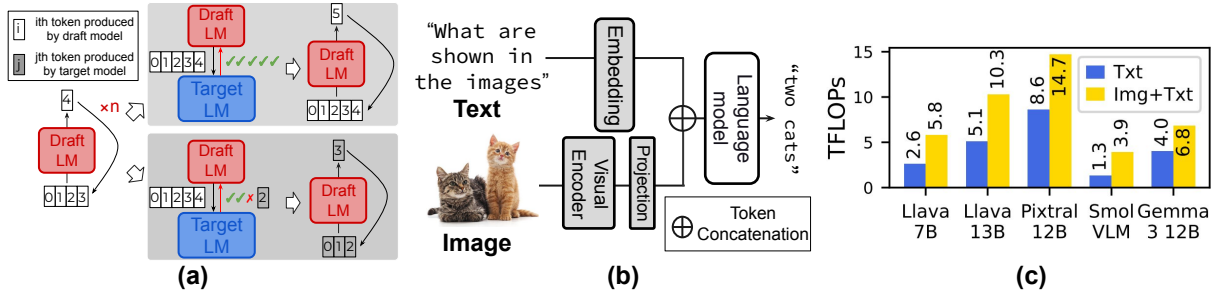 i
ith token produced
by draft model
j
jth token produced
by target model
4
×n
Draft
LM
0 1 2 3
Draft
LM
0 1 2 3 4
Target
LM
5
Draft
LM
0 1 2 3 4
Draft
LM
0 1 2 3 4
2
Target
LM
3
Draft
LM
0 1 2
(a)
“What are
shown in
the images”
Text
Embedding
Image
Visual
Encoder
Projection
Language
model
“two cats”
Token
Concatenation
(b)
TFLOPs
15
10
5
0
Txt
Img+Txt
2.6
5.8
5.1
10.3
8.6
14.7
1.3
3.9
4.0
6.8
Llava
7B
Llava
13B
Pixtral
12B
Smol
VLM
Gemma
3 12B
(c)